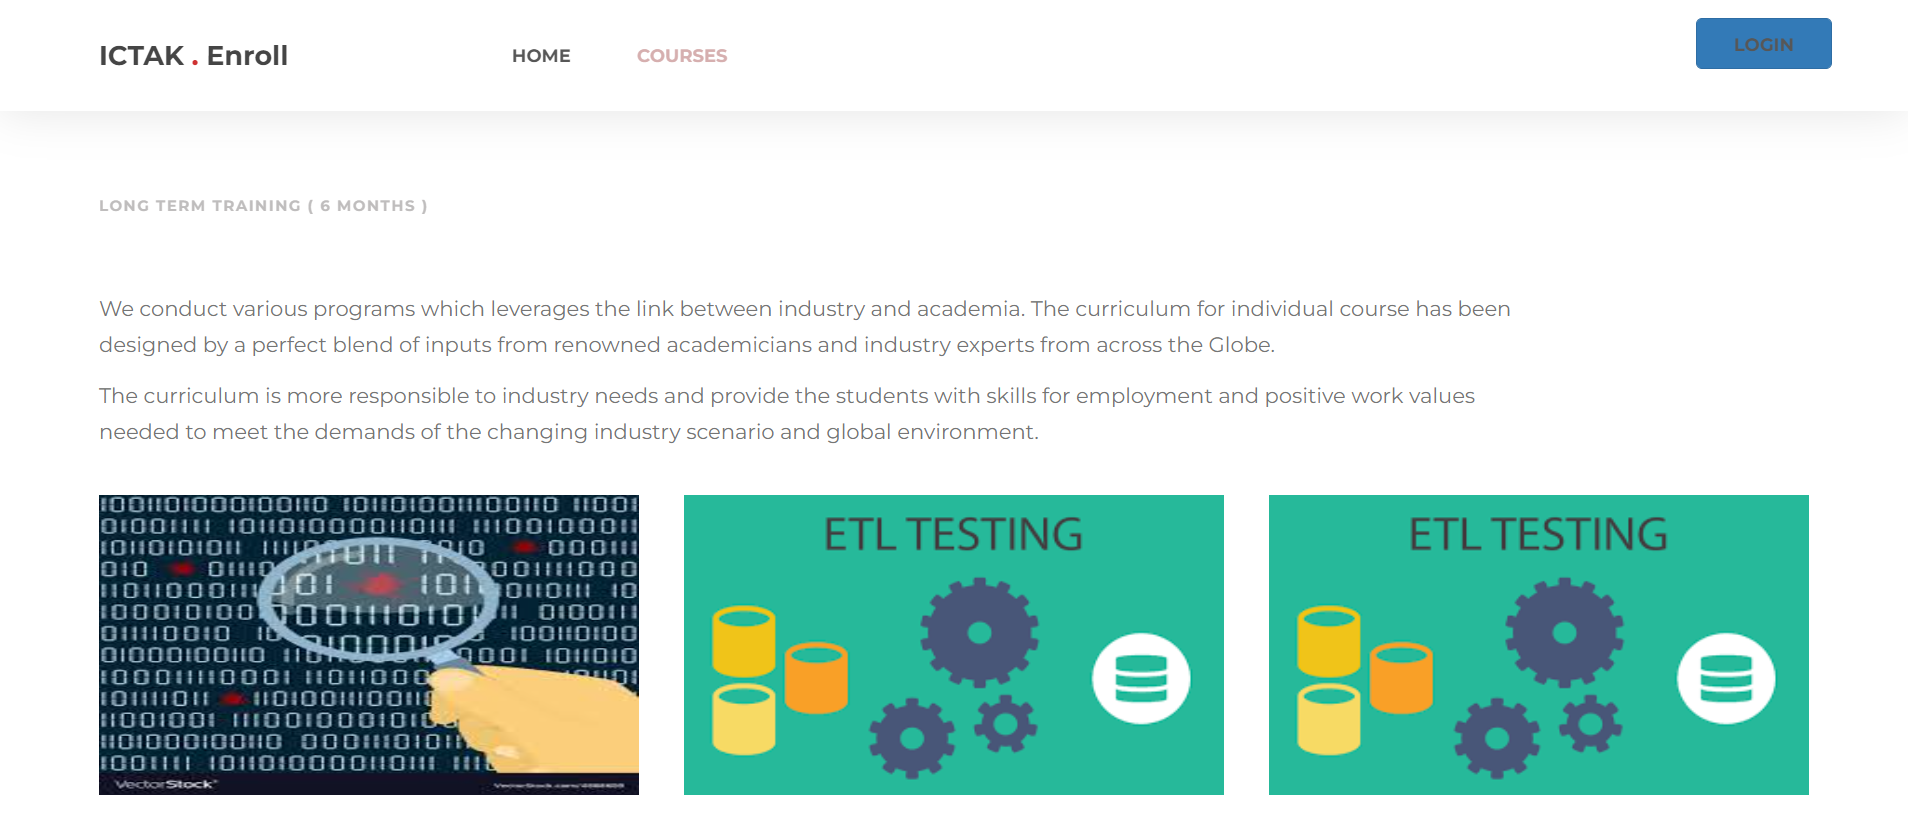 ICTAK . Enroll
HOME
COURSES
LOGIN
LONG TERM TRAINING ( 6 MONTHS )
We conduct various programs which leverages the link between industry and academia. The curriculum for individual course has been
designed by a perfect blend of inputs from renowned academicians and industry experts from across the Globe.
The curriculum is more responsible to industry needs and provide the students with skills for employment and positive work values
needed to meet the demands of the changing industry scenario and global environment.
ETL TESTING
ETL TESTING
VectorStock